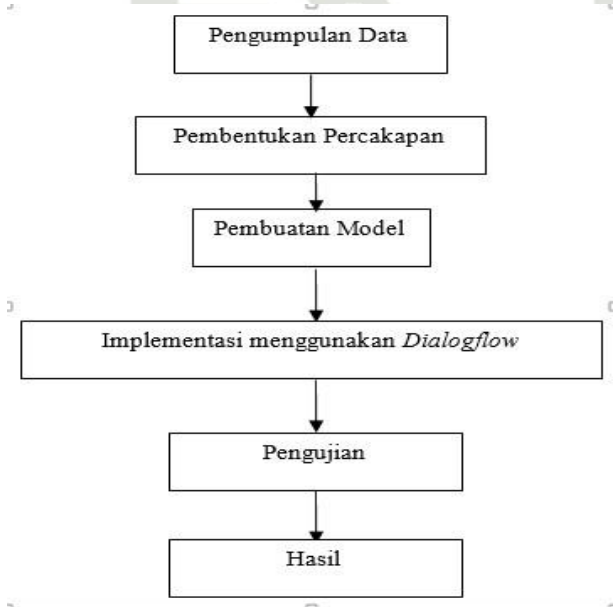 Pengumpulan Data
Pembentukan Percakapan
Pembuatan Model
Implementasi menggunakan Dialogflow
Pengujian
Hasil